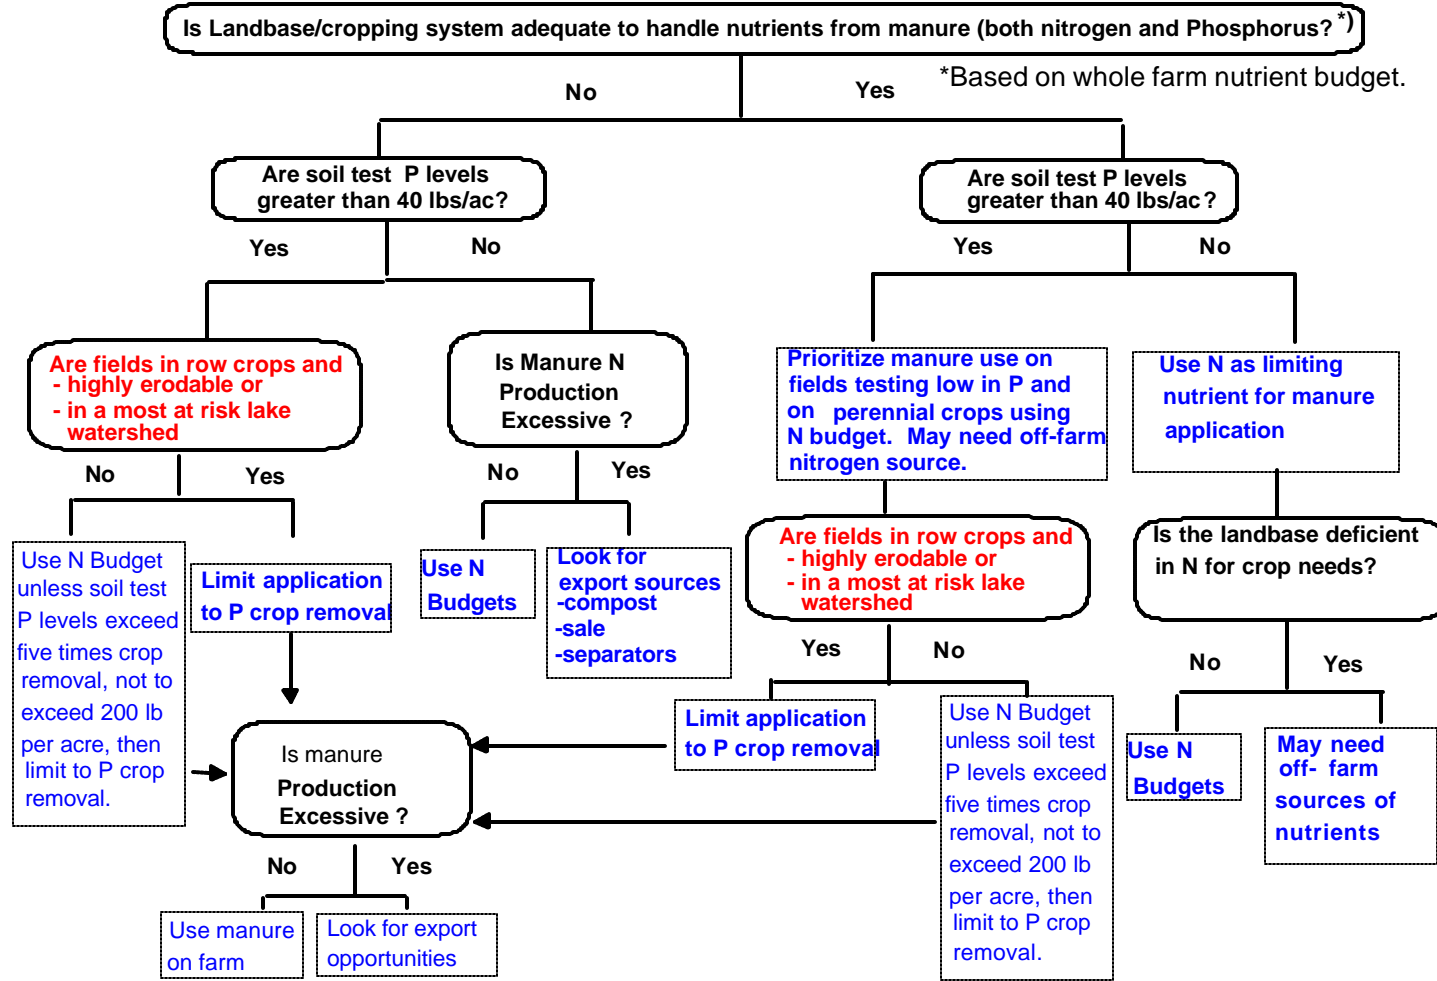 Is Landbase/cropping system adequate to handle nutrients from manure (both nitrogen and Phosphorus?*)
*Based on whole farm nutrient budget.
No
Yes
Are soil test P levels
greater than 40 lbs/ac?
Are soil test P levels
greater than 40 lbs/ac?
Yes
No
Yes
No
Are fields in row crops and
- highly erodable or
- in a most at risk lake
watershed
Is Manure N
Production
Excessive ?
Prioritize manure use on
fields testing low in P and
on perennial crops using
N budget. May need off-farm
nitrogen source.
Use N as limiting
nutrient for manure
application
No
Yes
No
Yes
Use N Budget
unless soil test
P levels exceed
five times crop
removal, not to
exceed 200 lb
per acre, then
limit to P crop
removal.
Limit application
to P crop removal
Use N
Budgets
Look for
export sources
-compost
-sale
-separators
Are fields in row crops and
- highly erodable or
- in a most at risk lake
watershed
Is the landbase deficient
in N for crop needs?
Yes
No
No
Yes
Limit application
to P crop removal
Use N Budget
unless soil test
P levels exceed
five times crop
removal, not to
exceed 200 lb
per acre, then
limit to P crop
removal.
Use N
Budgets
May need
off- farm
sources of
nutrients
Is manure
Production
Excessive ?
No
Yes
Use manure
on farm
Look for export
opportunities